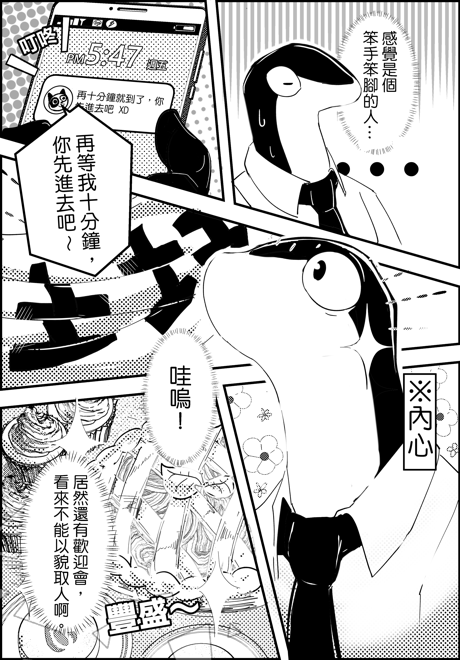 感覺是個
笨手笨腳的人…
叮咚！
PM5:47 週五
再十分鐘就到了，你
先進去吧 XD
再等我十分鐘，
你先進去吧～
※內心
哇嗚！
居然還有歡迎會，
看來不能以貌取人啊。
豐盛～